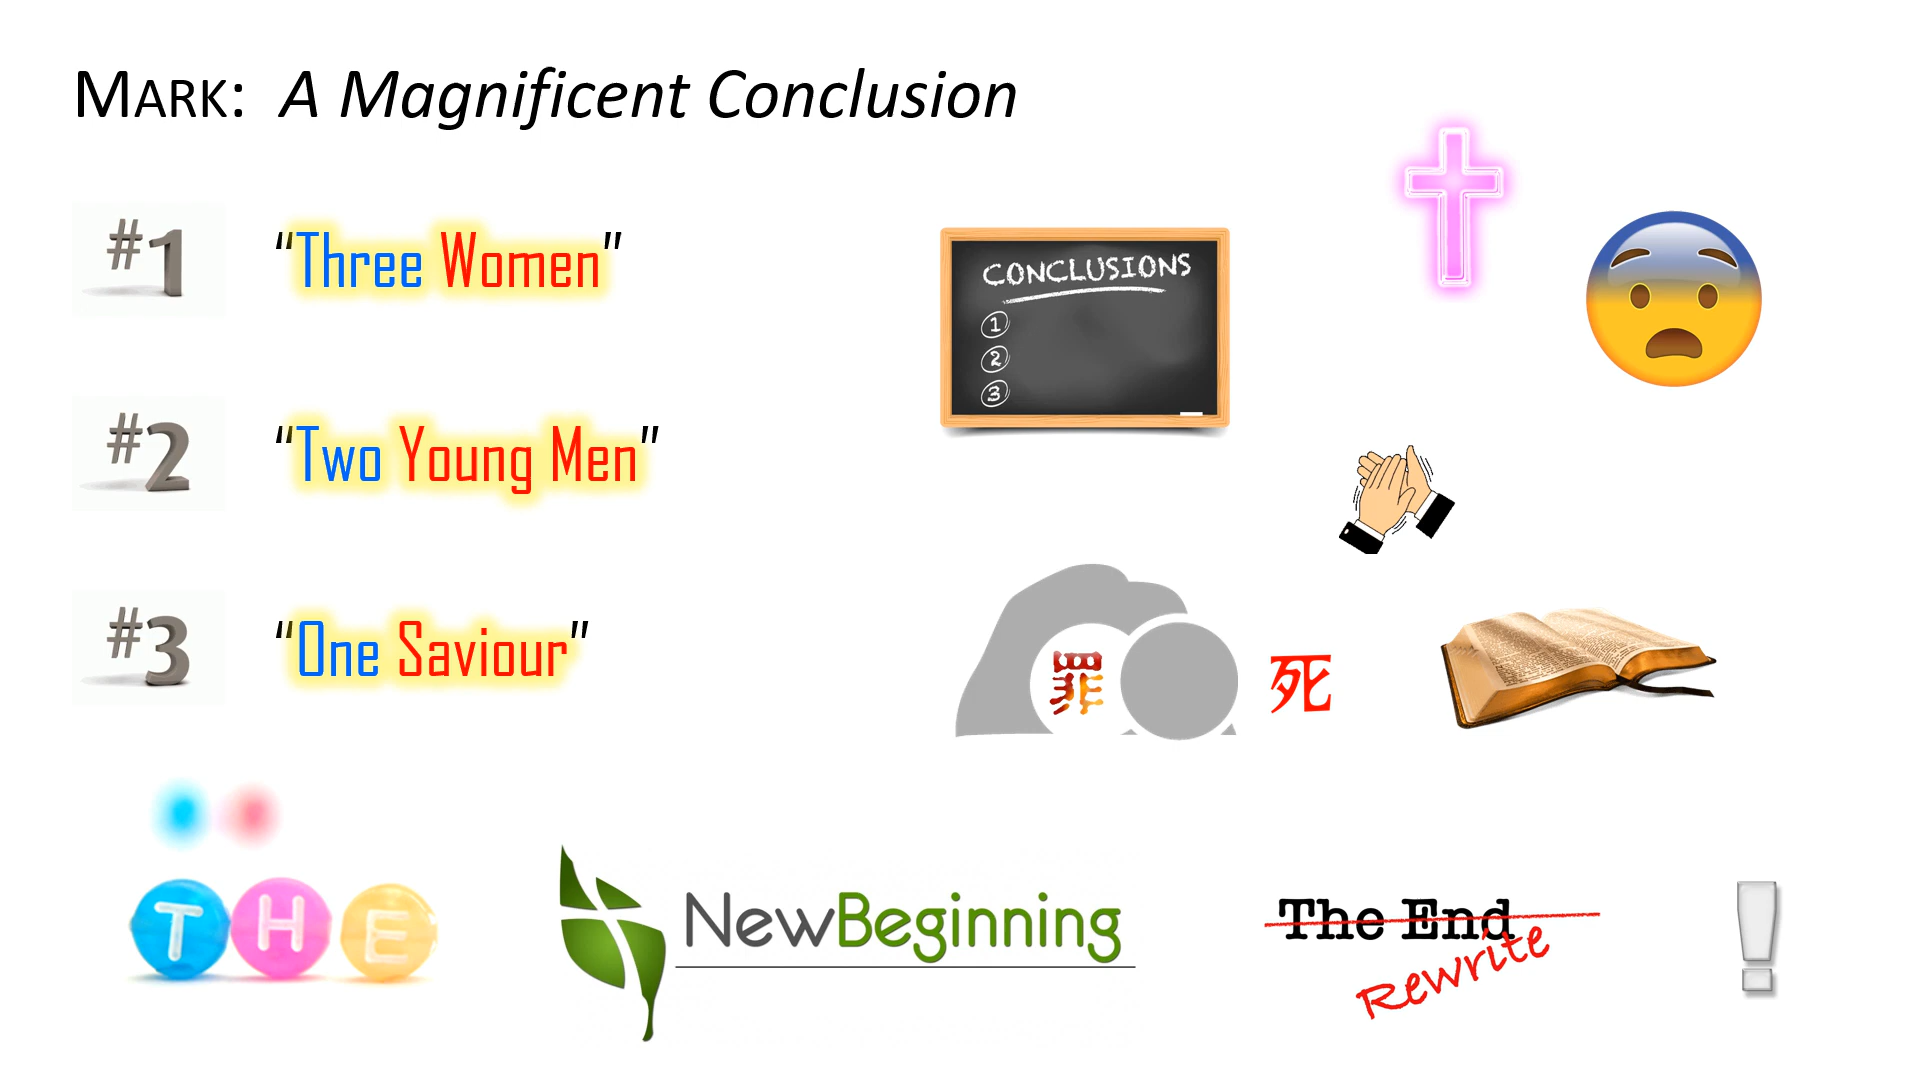 MARK: A Magnificent Conclusion
#1 “Three Women”
#2 “Two Young Men”
#3 “One Saviour”
CONCLUSIONS
1
2
3
罪
死
THE
NewBeginning
The End
Rewrite
!